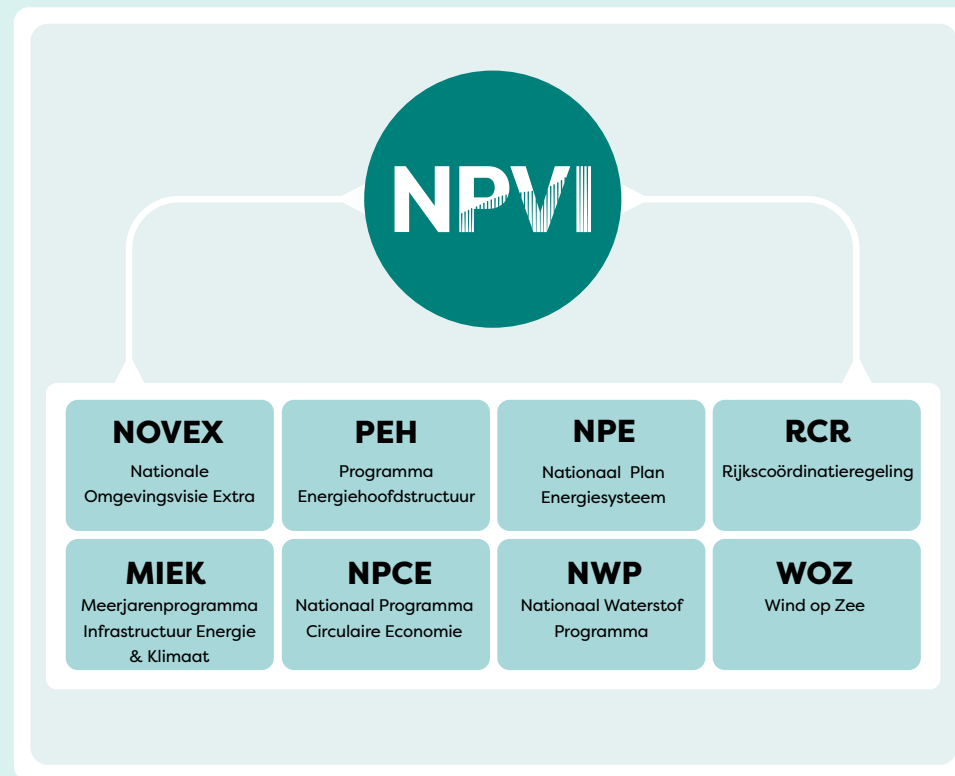 NPVI
NOVEX
Nationale
Omgevingsvisie Extra
PEH
Programma
Energiehoofdstructuur
NPE
Nationaal Plan
Energiesysteem
RCR
Rijkscoördinatieregeling
MIEK
Meerjarenprogramma
Infrastructuur Energie
& Klimaat
NPCE
Nationaal Programma
Circulaire Economie
NWP
Nationaal Waterstof
Programma
WOZ
Wind op Zee